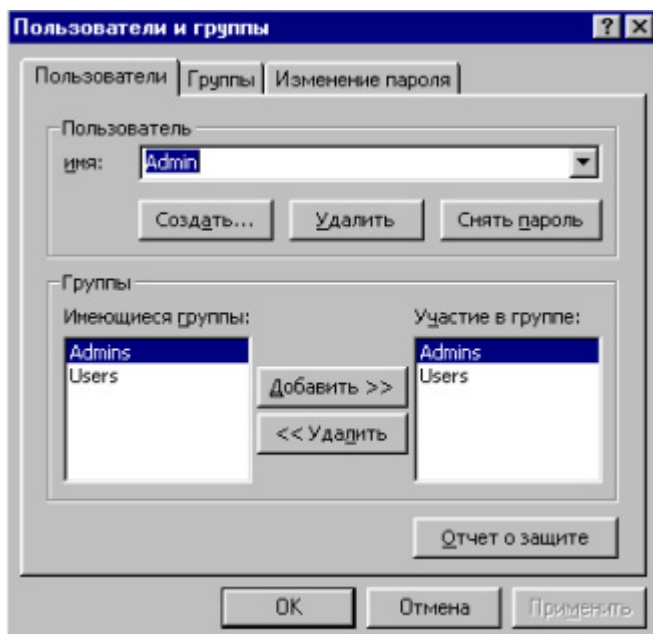 Пользователи и группы
Пользователи Группы Изменение пароля
Пользователь
имя: Admin
Создать... Удалить Снять пароль
Группы
Имеющиеся группы: Участие в группе:
Admins Admins
Users Users
Добавить >>
<< Удалить
Отчет о защите
OK Отмена Применить